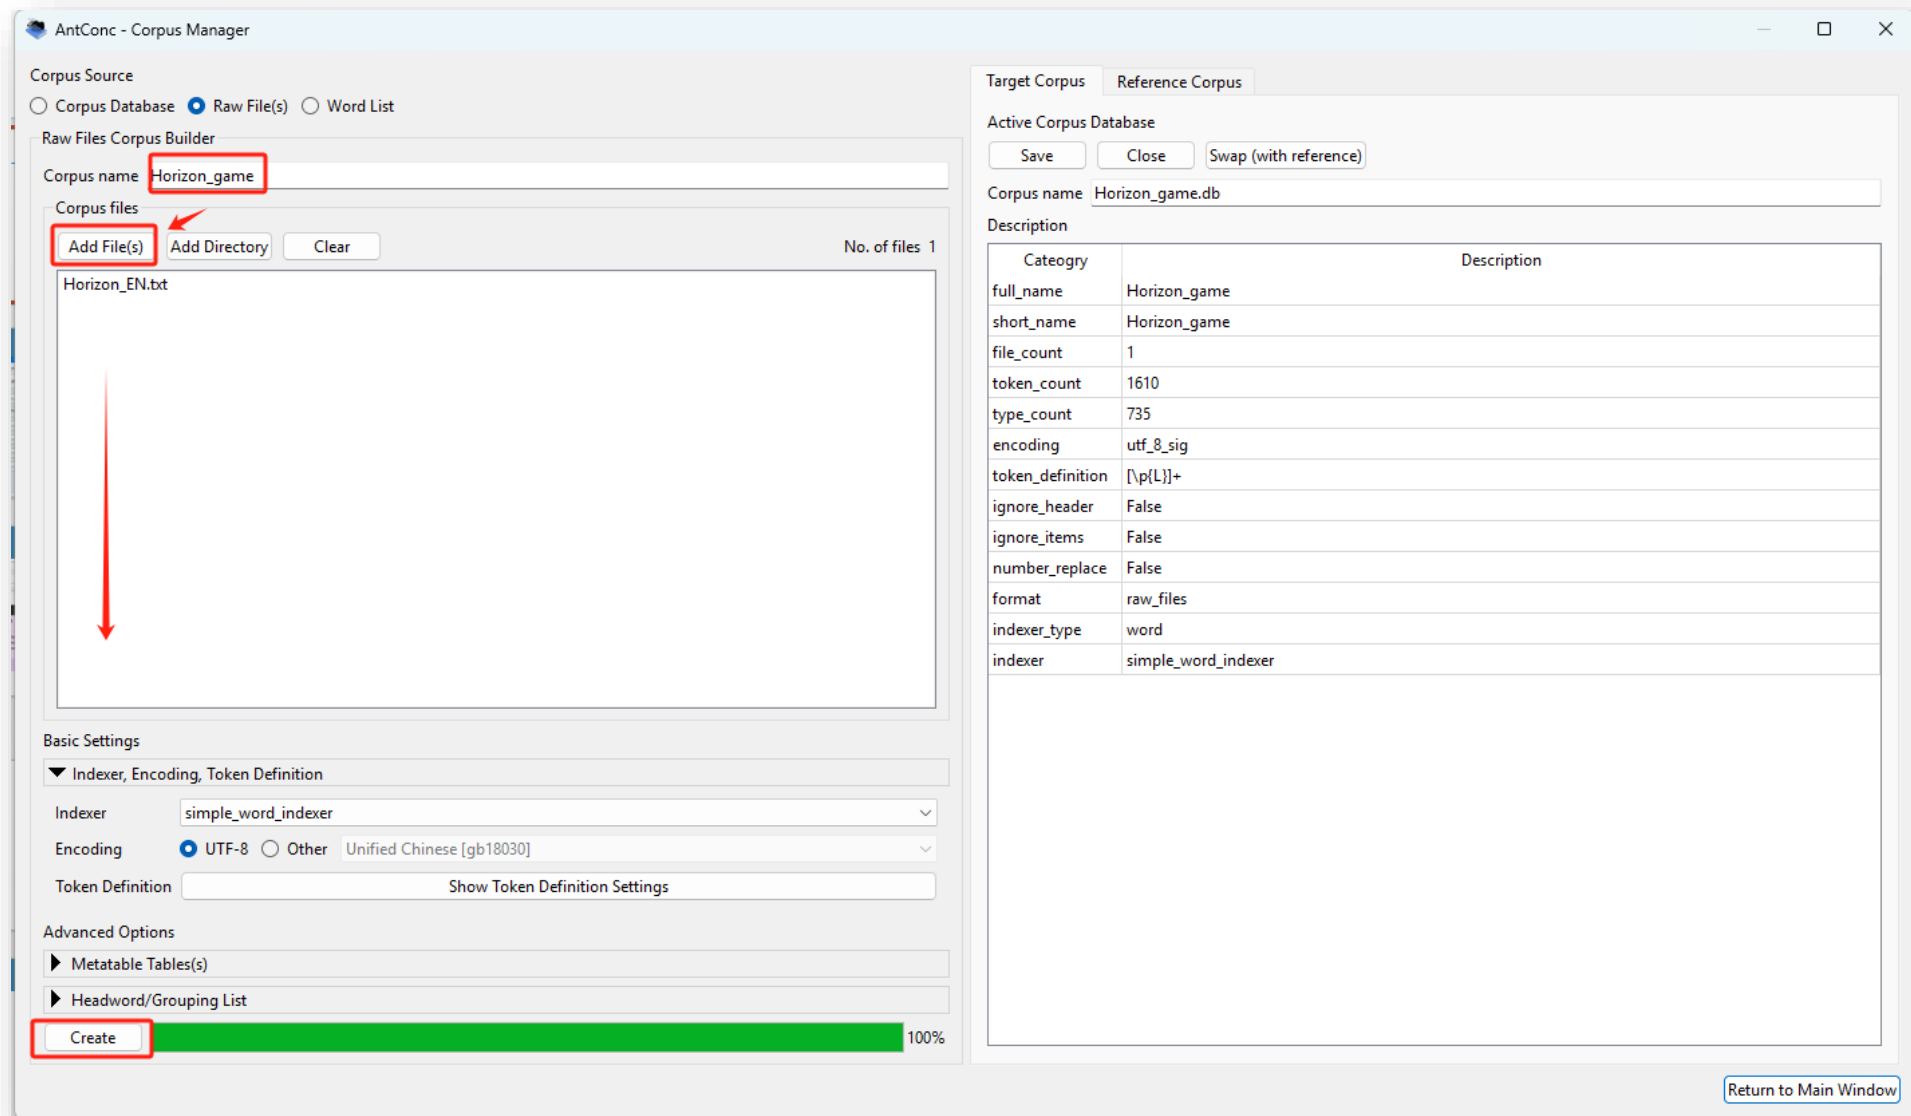 AntConc - Corpus Manager
Corpus Source
Corpus Database Raw File(s) Word List
Raw Files Corpus Builder
Corpus name Horizon_game
Corpus files
Add File(s) Add Directory Clear No. of files 1
Horizon_EN.txt
Basic Settings
Indexer, Encoding, Token Definition
Indexer simple_word_indexer
Encoding UTF-8 Other Unified Chinese [gb18030]
Token Definition Show Token Definition Settings
Advanced Options
Metatable Tables(s)
Headword/Grouping List
Create 100%
Target Corpus Reference Corpus
Active Corpus Database
Save Close Swap (with reference)
Corpus name Horizon_game.db
Description
Cateogry Description
full_name Horizon_game
short_name Horizon_game
file_count 1
token_count 1610
type_count 735
encoding utf_8_sig
token_definition [\p{L}]+
ignore_header False
ignore_items False
number_replace False
format raw_files
indexer_type word
indexer simple_word_indexer
Return to Main Window